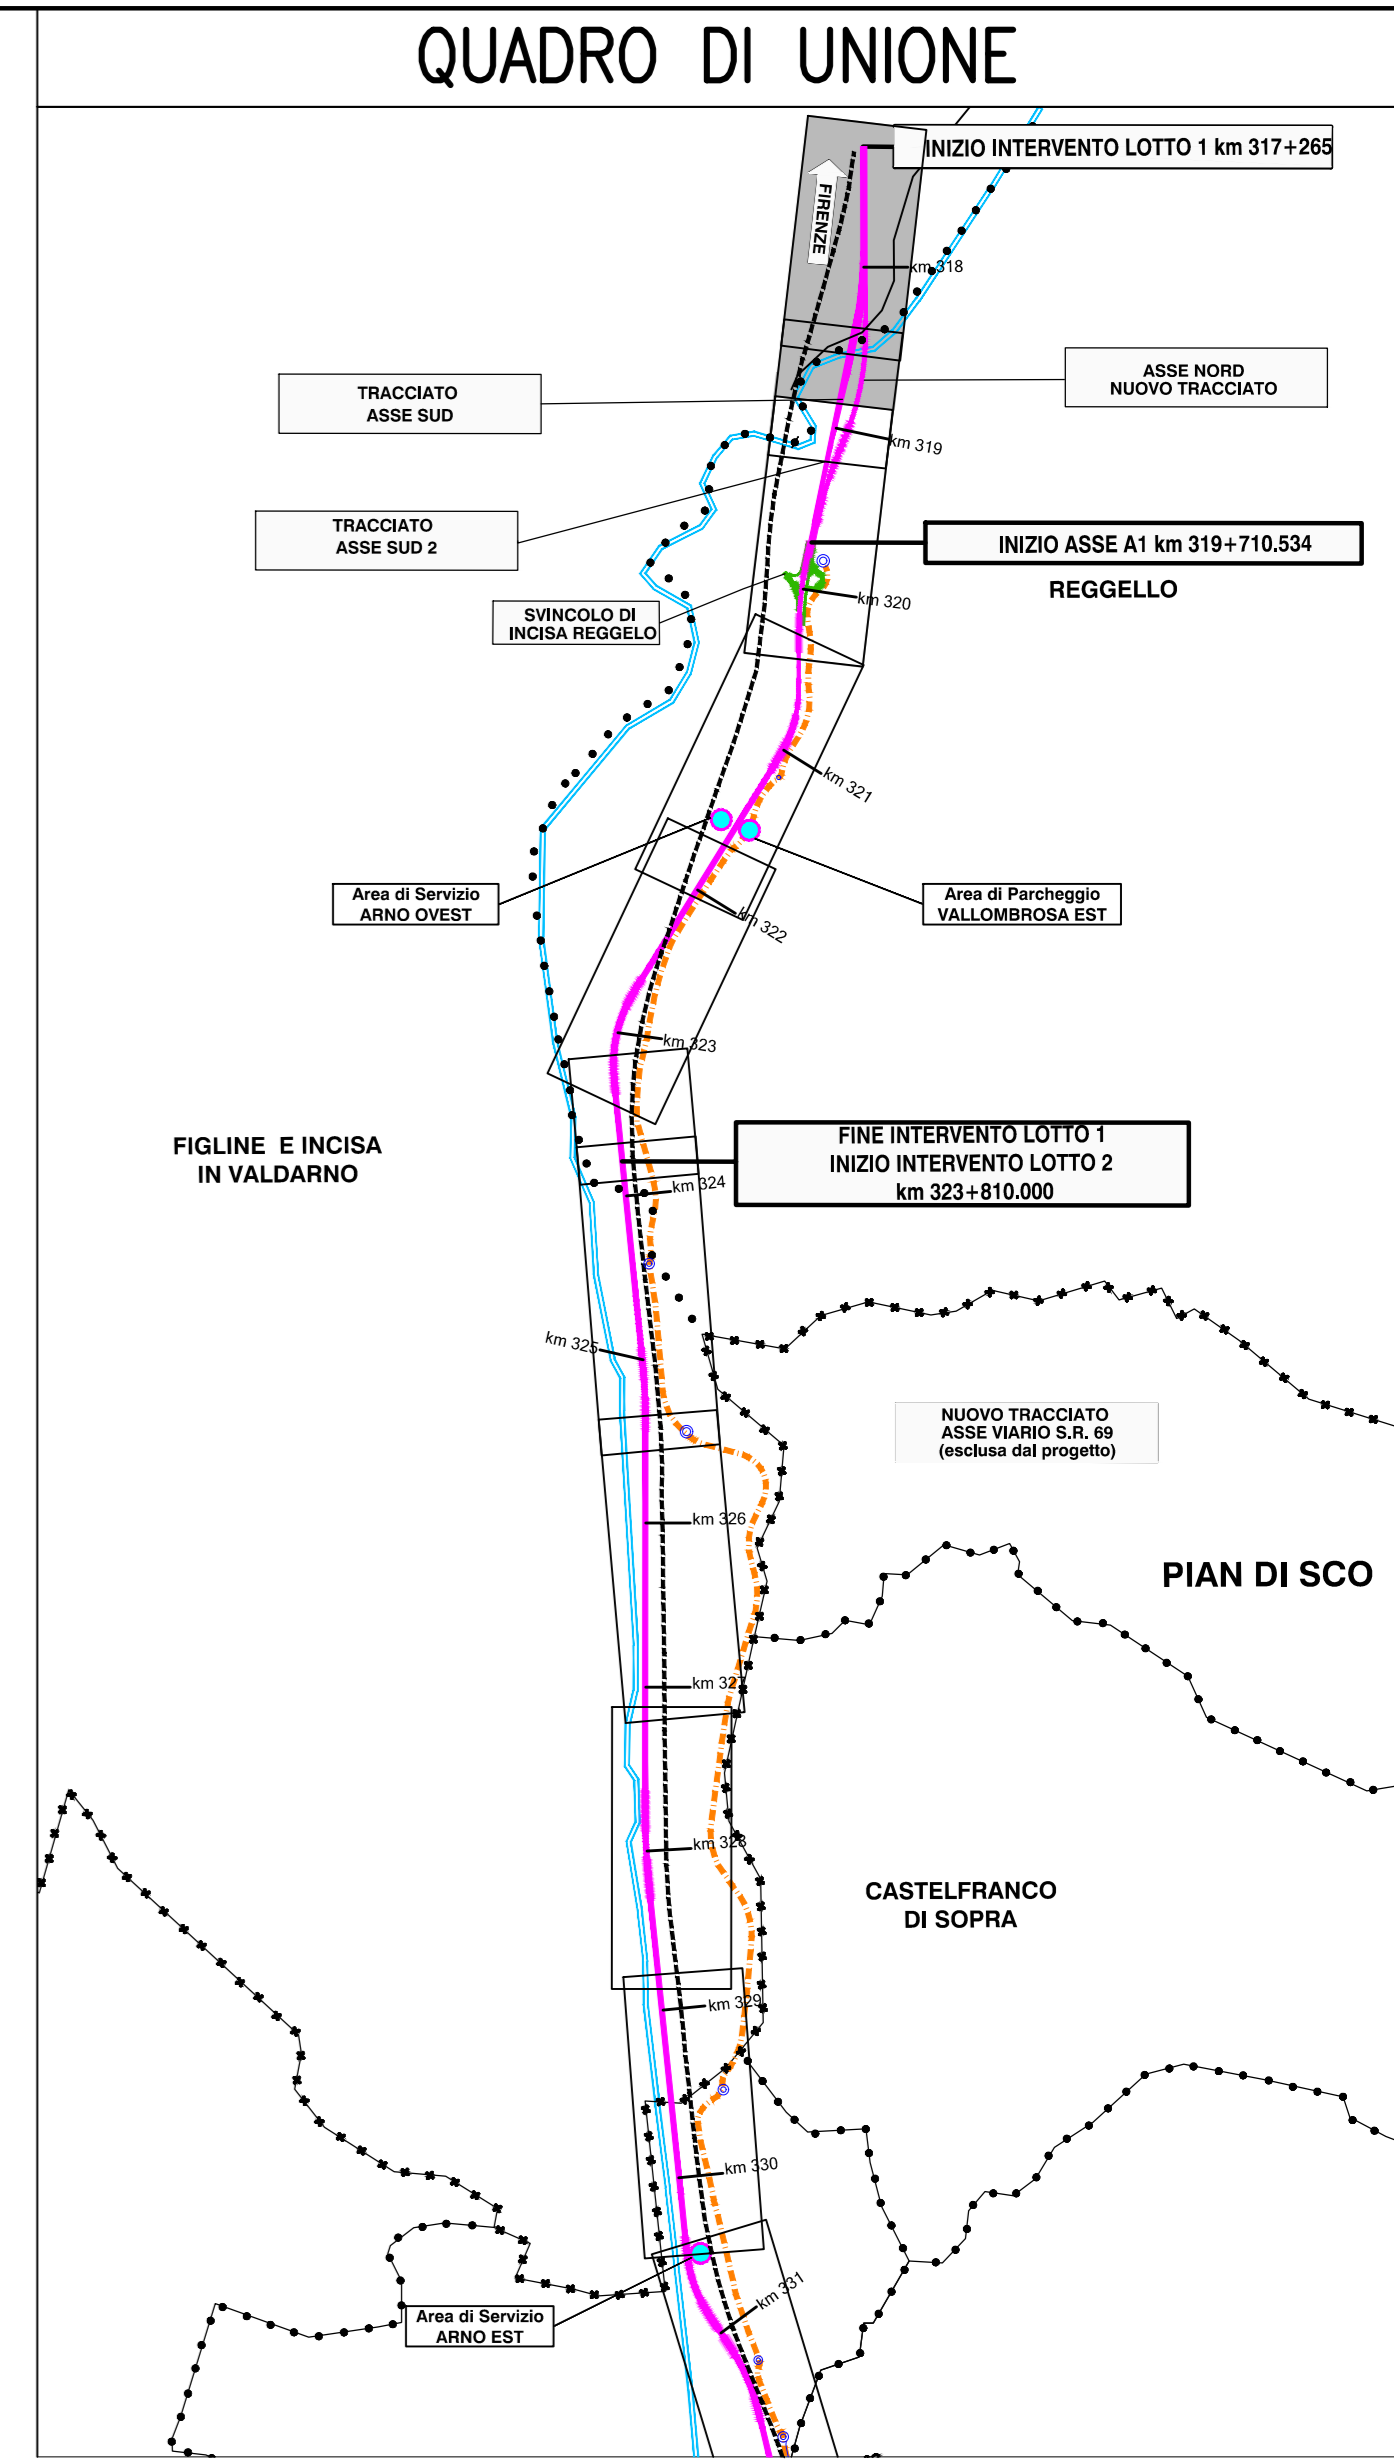 QUADRO DI UNIONE
INIZIO INTERVENTO LOTTO 1 km 317+265
FIRENZE
km 318
TRACCIATO
ASSE SUD
ASSE NORD
NUOVO TRACCIATO
km 319
TRACCIATO
ASSE SUD 2
INIZIO ASSE A1 km 319+710.534
REGGELLO
km 320
SVINCOLO DI
INCISA REGGELO
km 321
Area di Servizio
ARNO OVEST
Area di Parcheggio
VALLOMBROSA EST
km 322
km 323
FIGLINE E INCISA
IN VALDARNO
FINE INTERVENTO LOTTO 1
INIZIO INTERVENTO LOTTO 2
km 323+810.000
km 324
km 325
NUOVO TRACCIATO
ASSE VIARIO S.R. 69
(esclusa dal progetto)
km 326
PIAN DI SCO
km 327
km 328
CASTELFRANCO
DI SOPRA
km 329
km 330
km 331
Area di Servizio
ARNO EST